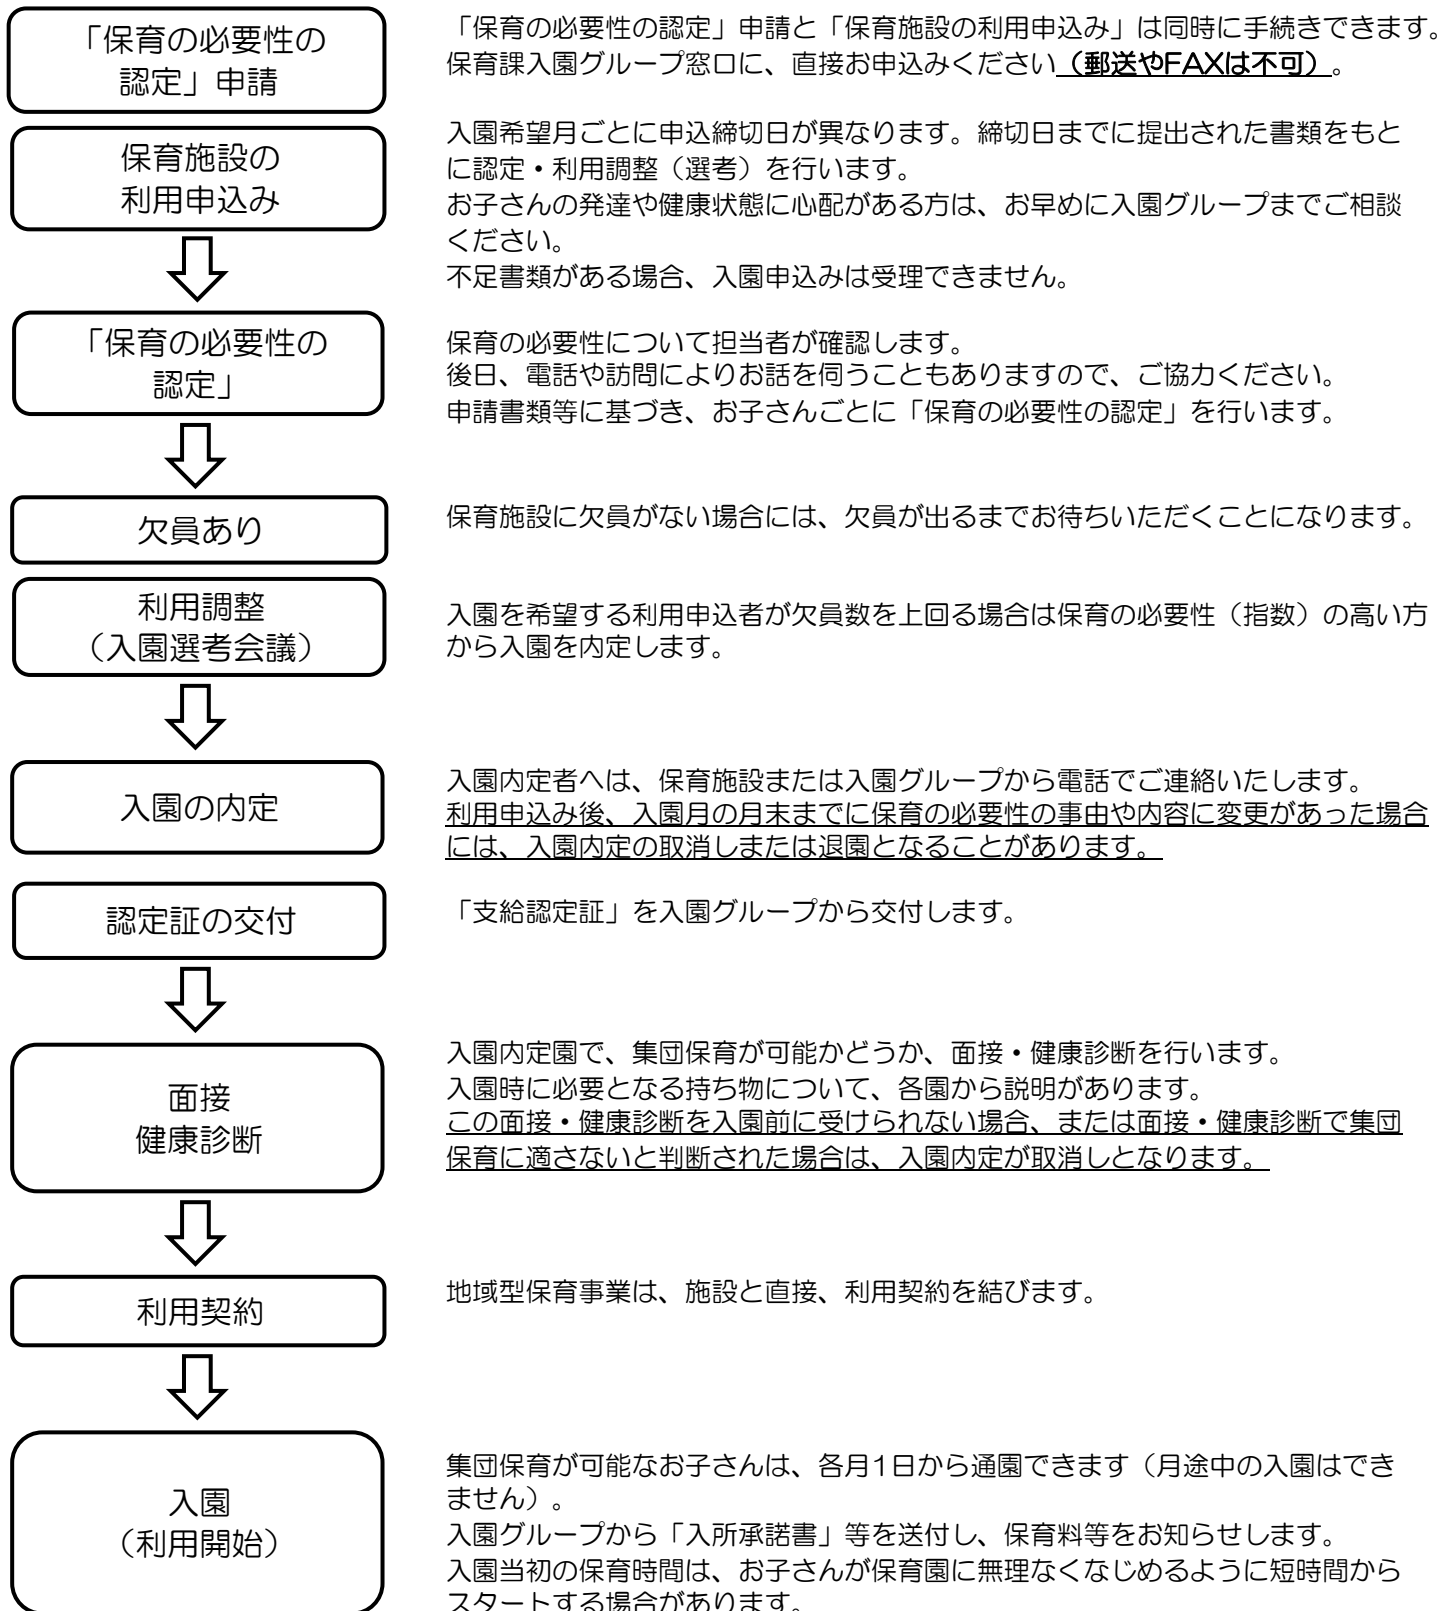 「保育の必要性の
認定」申請
「保育の必要性の認定」申請と「保育施設の利用申込み」は同時に手続きできます。
保育課入園グループ窓口に、直接お申込みください（郵送やFAXは不可）。
保育施設の
利用申込み
入園希望月ごとに申込締切日が異なります。締切日までに提出された書類をもと
に認定・利用調整（選考）を行います。
お子さんの発達や健康状態に心配がある方は、お早めに入園グループまでご相談
ください。
不足書類がある場合、入園申込みは受理できません。
「保育の必要性の
認定」
保育の必要性について担当者が確認します。
後日、電話や訪問によりお話を伺うこともありますので、ご協力ください。
申請書類等に基づき、お子さんごとに「保育の必要性の認定」を行います。
欠員あり
保育施設に欠員がない場合には、欠員が出るまでお待ちいただくことになります。
利用調整
（入園選考会議）
入園を希望する利用申込者が欠員数を上回る場合は保育の必要性（指数）の高い方
から入園を内定します。
入園の内定
入園内定者へは、保育施設または入園グループから電話でご連絡いたします。
利用申込み後、入園月の月末までに保育の必要性の事由や内容に変更があった場合
には、入園内定の取消しまたは退園となることがあります。
認定証の交付
「支給認定証」を入園グループから交付します。
面接
健康診断
入園内定園で、集団保育が可能かどうか、面接・健康診断を行います。
入園時に必要となる持ち物について、各園から説明があります。
この面接・健康診断を入園前に受けられない場合、または面接・健康診断で集団
保育に適さないと判断された場合は、入園内定が取消しとなります。
利用契約
地域型保育事業は、施設と直接、利用契約を結びます。
入園
（利用開始）
集団保育が可能なお子さんは、各月1日から通園できます（月途中の入園はでき
ません）。
入園グループから「入所承諾書」等を送付し、保育料等をお知らせします。
入園当初の保育時間は、お子さんが保育園に無理なくなじめるように短時間から
スタートする場合があります。